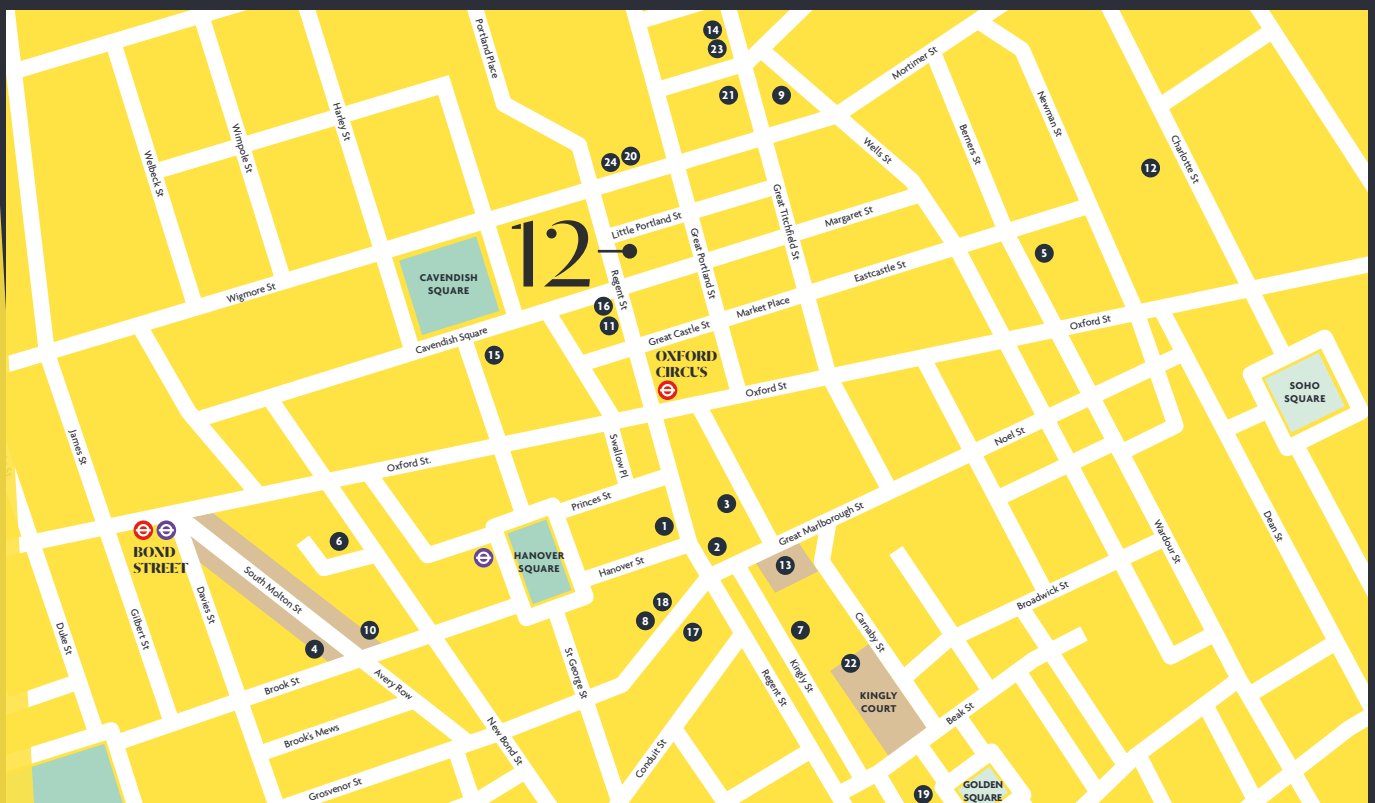 14
23
Portland Place
Mortimer St
21
9
Newman St
Harley St
Wimpole St
Berners St
Wells St
Charlotte St
Welbeck St
24
20
12
Great Titchfield St
Little Portland St
Margaret St
12
Great Portland St
5
CAVENDISH
SQUARE
Eastcastle St
Regent St
Wigmore St
16
Market Place
11
Great Castle St
Oxford St
Cavendish Square
15
OXFORD
CIRCUS
Oxford St
SOHO
SQUARE
James St
Swallow Pl
Noel St
Oxford St.
Princes St
3
Great Marlborough St
1
Dean St
Wardour St
BOND
STREET
6
2
HANOVER
SQUARE
Hanover St
13
South Molton St
Davies St
Broadwick St
18
8
17
7
Carnaby St
Gilbert St
Duke St
10
4
22
St George St
Kingly St
Regent St
KINGLY
COURT
Brook St
Avery Row
Beak St
Brook's Mews
New Bond St
Conduit St
Grosvenor St
19
GOLDEN
SQUARE